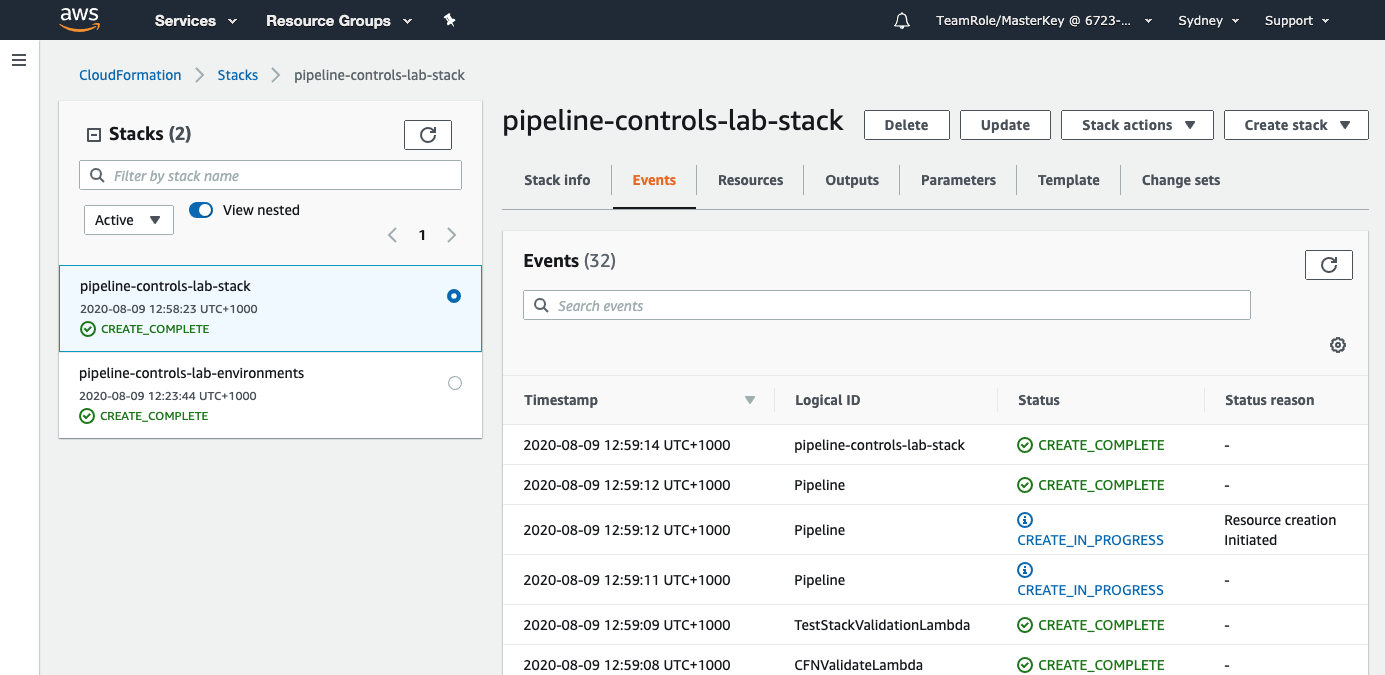 aws
Services
Resource Groups
TeamRole/MasterKey @ 6723-...
Sydney
Support
CloudFormation
Stacks
pipeline-controls-lab-stack
Stacks (2)
Filter by stack name
Active
View nested
1
pipeline-controls-lab-stack
2020-08-09 12:58:23 UTC+1000
CREATE_COMPLETE
pipeline-controls-lab-environments
2020-08-09 12:23:44 UTC+1000
CREATE_COMPLETE
pipeline-controls-lab-stack
Delete
Update
Stack actions
Create stack
Stack info
Events
Resources
Outputs
Parameters
Template
Change sets
Events (32)
Search events
Timestamp Logical ID Status Status reason
2020-08-09 12:59:14 UTC+1000 pipeline-controls-lab-stack CREATE_COMPLETE -
2020-08-09 12:59:12 UTC+1000 Pipeline CREATE_COMPLETE -
2020-08-09 12:59:12 UTC+1000 Pipeline CREATE_IN_PROGRESS Resource creation
Initiated
2020-08-09 12:59:11 UTC+1000 Pipeline CREATE_IN_PROGRESS -
2020-08-09 12:59:09 UTC+1000 TestStackValidationLambda CREATE_COMPLETE -
2020-08-09 12:59:08 UTC+1000 CFNValidateLambda CREATE_COMPLETE -